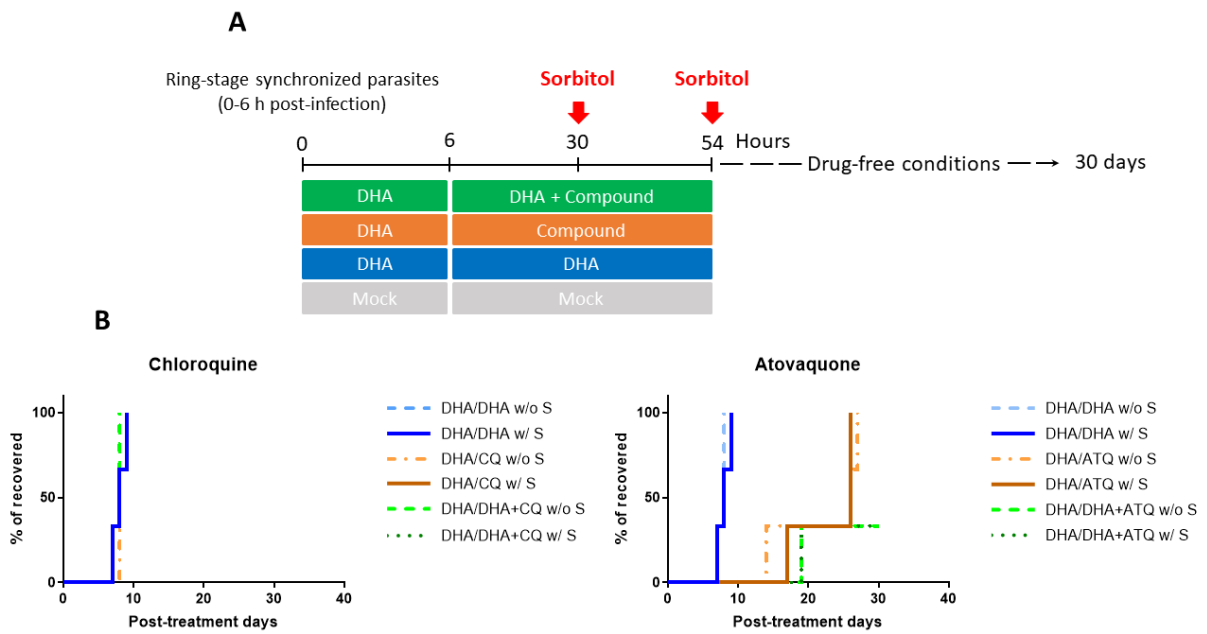 A
Ring-stage synchronized parasites
(0-6 h post-infection)
Sorbitol
Sorbitol
0
6
30
54
Hours
Drug-free conditions
30 days
DHA
DHA + Compound
DHA
Compound
DHA
DHA
Mock
Mock
B
Chloroquine
% of recovered
100
50
0
0
10
20
30
40
Post-treatment days
DHA/DHA w/o S
DHA/DHA w/ S
DHA/CQ w/o S
DHA/CQ w/ S
DHA/DHA+CQ w/o S
DHA/DHA+CQ w/ S
Atovaquone
% of recovered
100
50
0
0
10
20
30
40
Post-treatment days
DHA/DHA w/o S
DHA/DHA w/ S
DHA/ATQ w/o S
DHA/ATQ w/ S
DHA/DHA+ATQ w/o S
DHA/DHA+ATQ w/ S